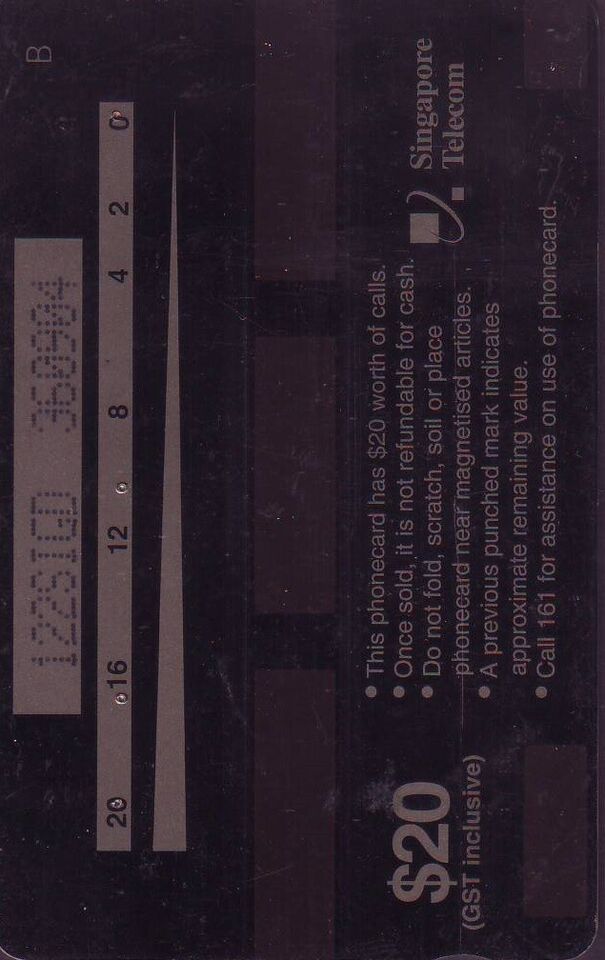 B
122SIGD 360904
20 16 12 8 4 2 0
Singapore
Telecom
$20
(GST inclusive)
• This phonecard has $20 worth of calls.
• Once sold, it is not refundable for cash.
• Do not fold, scratch, soil or place
phonecard near magnetised articles.
• A previous punched mark indicates
approximate remaining value.
• Call 161 for assistance on use of phonecard.